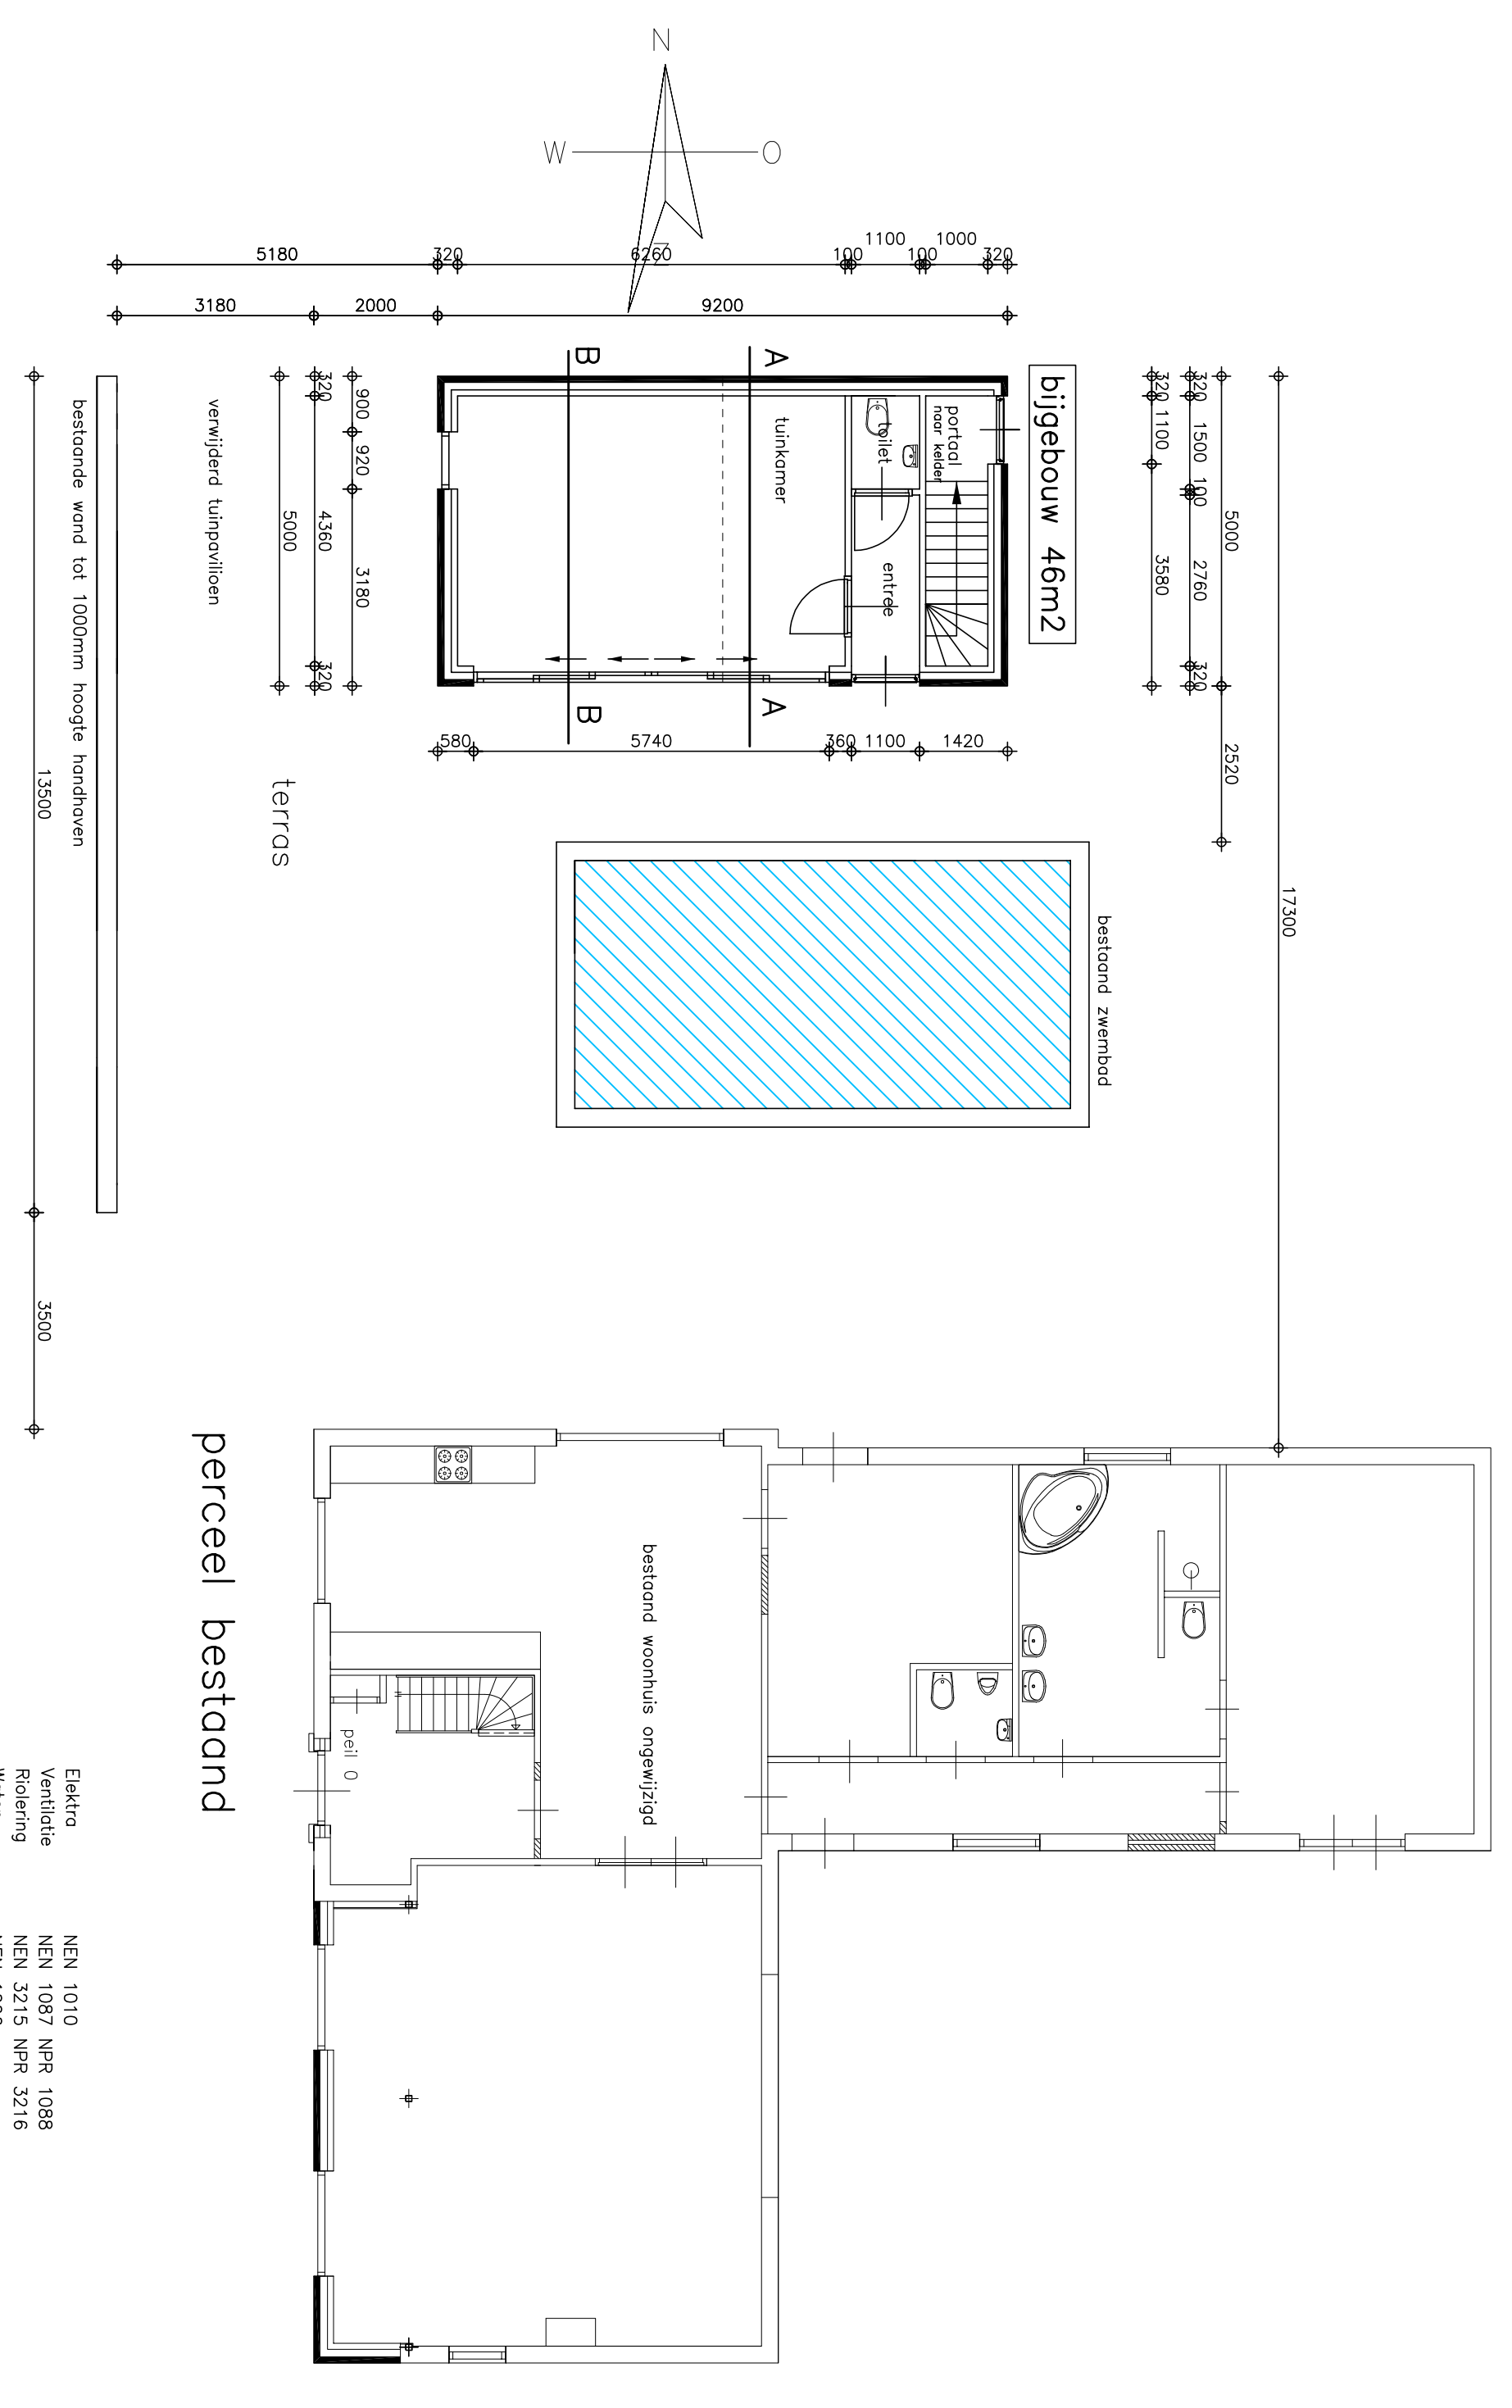 N
W
O
Z
5180
320
6260
100
1100
100
1000
320
3180
2000
9200
bijgebouw 46m2
A
B
portaal
naar kelder
toilet
tuinkamer
entree
A
B
320
1100
3580
320
1500
100
2760
320
5000
2520
17300
900
920
3180
320
4360
320
5000
580
5740
360
1100
1420
verwijderd tuinpaviljoen
bestaande wand tot 1000mm hoogte handhaven
13500
3500
terras
bestaand zwembad
bestaand woonhuis ongewijzigd
peil 0
perceel bestaand
Elektra NEN 1010
Ventilatie NEN 1087 NPR 1088
Riolering NEN 3215 NPR 3216